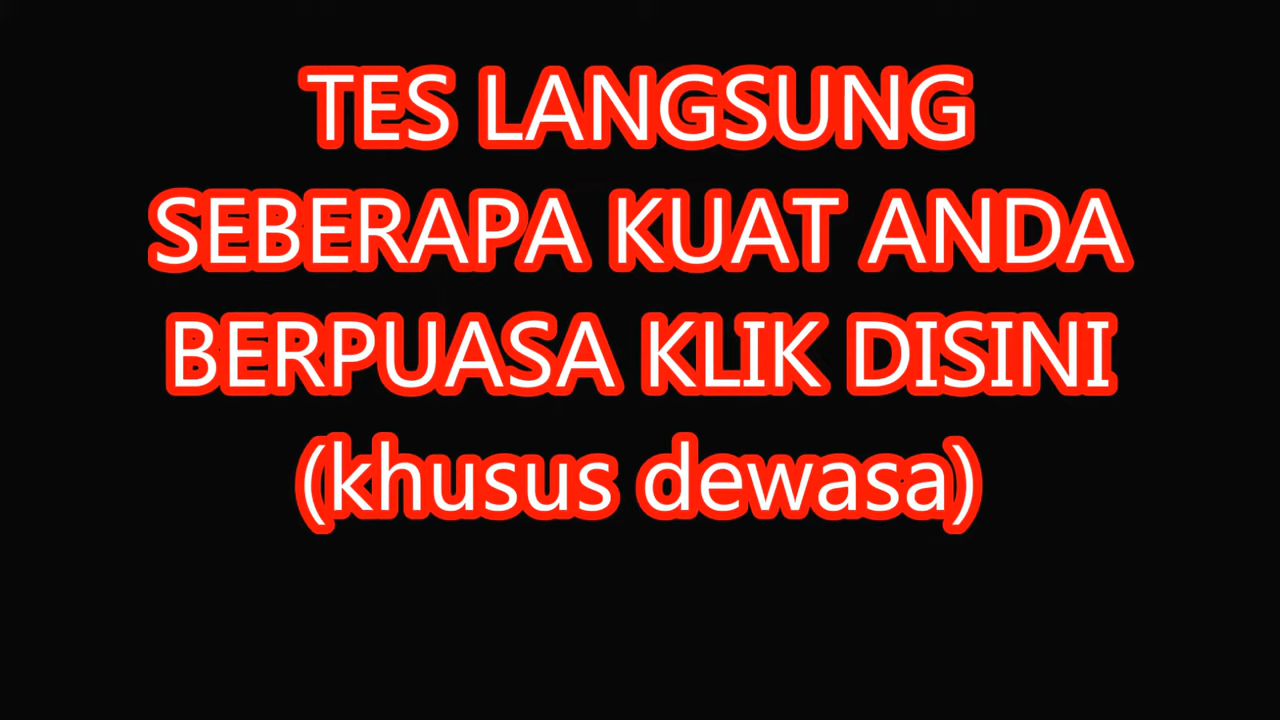 TES LANGSUNG
SEBERAPA KUAT ANDA
BERPUASA KLIK DISINI
(khusus dewasa)